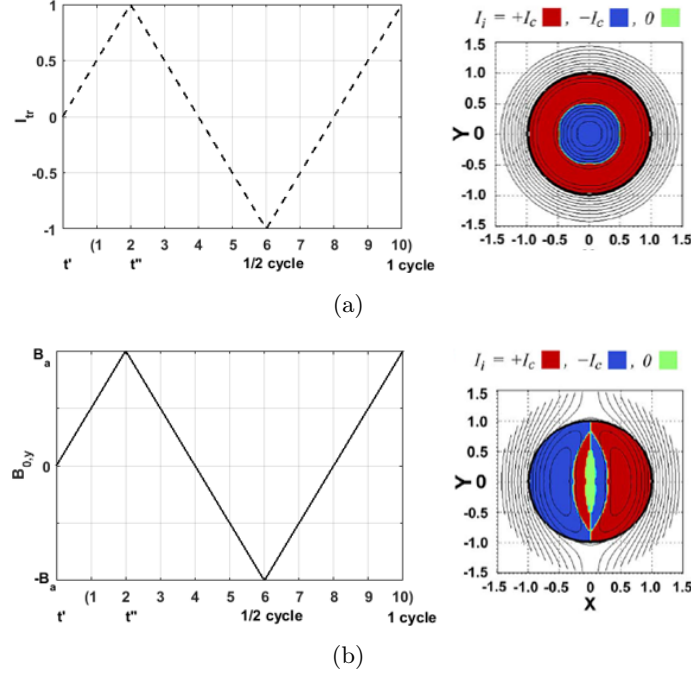 1
0.5
0
-0.5
-1
I_tr
(1 2 3 4 5 6 7 8 9 10)
t' t" 1/2 cycle 1 cycle
I_i = +I_c , -I_c , 0
1.5
1.0
0.5
Y 0
-0.5
-1.0
-1.5
-1.5 -1.0 -0.5 0 0.5 1.0 1.5
(a)
B_a
0
-B_a
B_0,y
(1 2 3 4 5 6 7 8 9 10)
t' t" 1/2 cycle 1 cycle
I_i = +I_c , -I_c , 0
1.5
1.0
0.5
Y 0
-0.5
-1.0
-1.5
-1.5 -1.0 -0.5 0 0.5 1.0 1.5
X
(b)